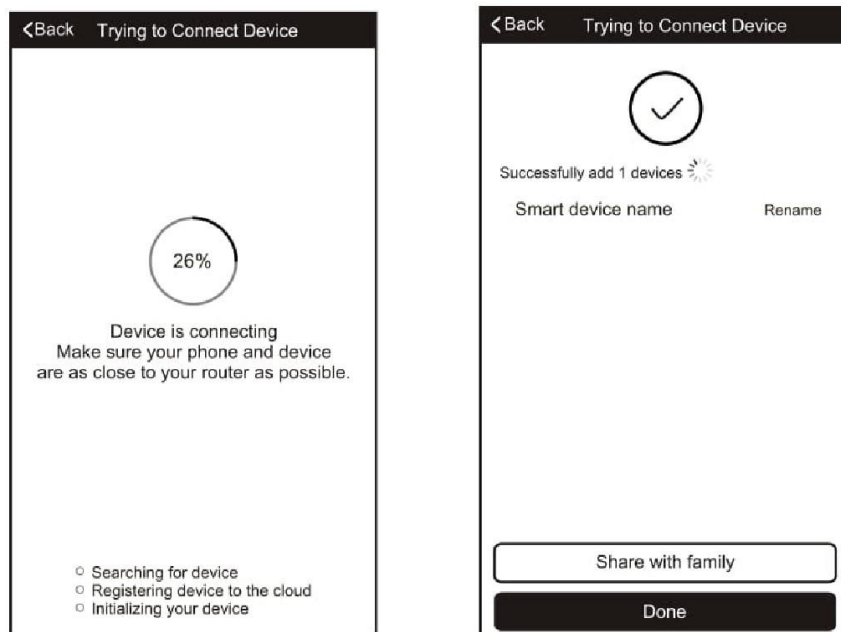 Back Trying to Connect Device
26%
Device is connecting
Make sure your phone and device
are as close to your router as possible.
Searching for device
Registering device to the cloud
Initializing your device
Back Trying to Connect Device
Successfully add 1 devices
Smart device name Rename
Share with family
Done